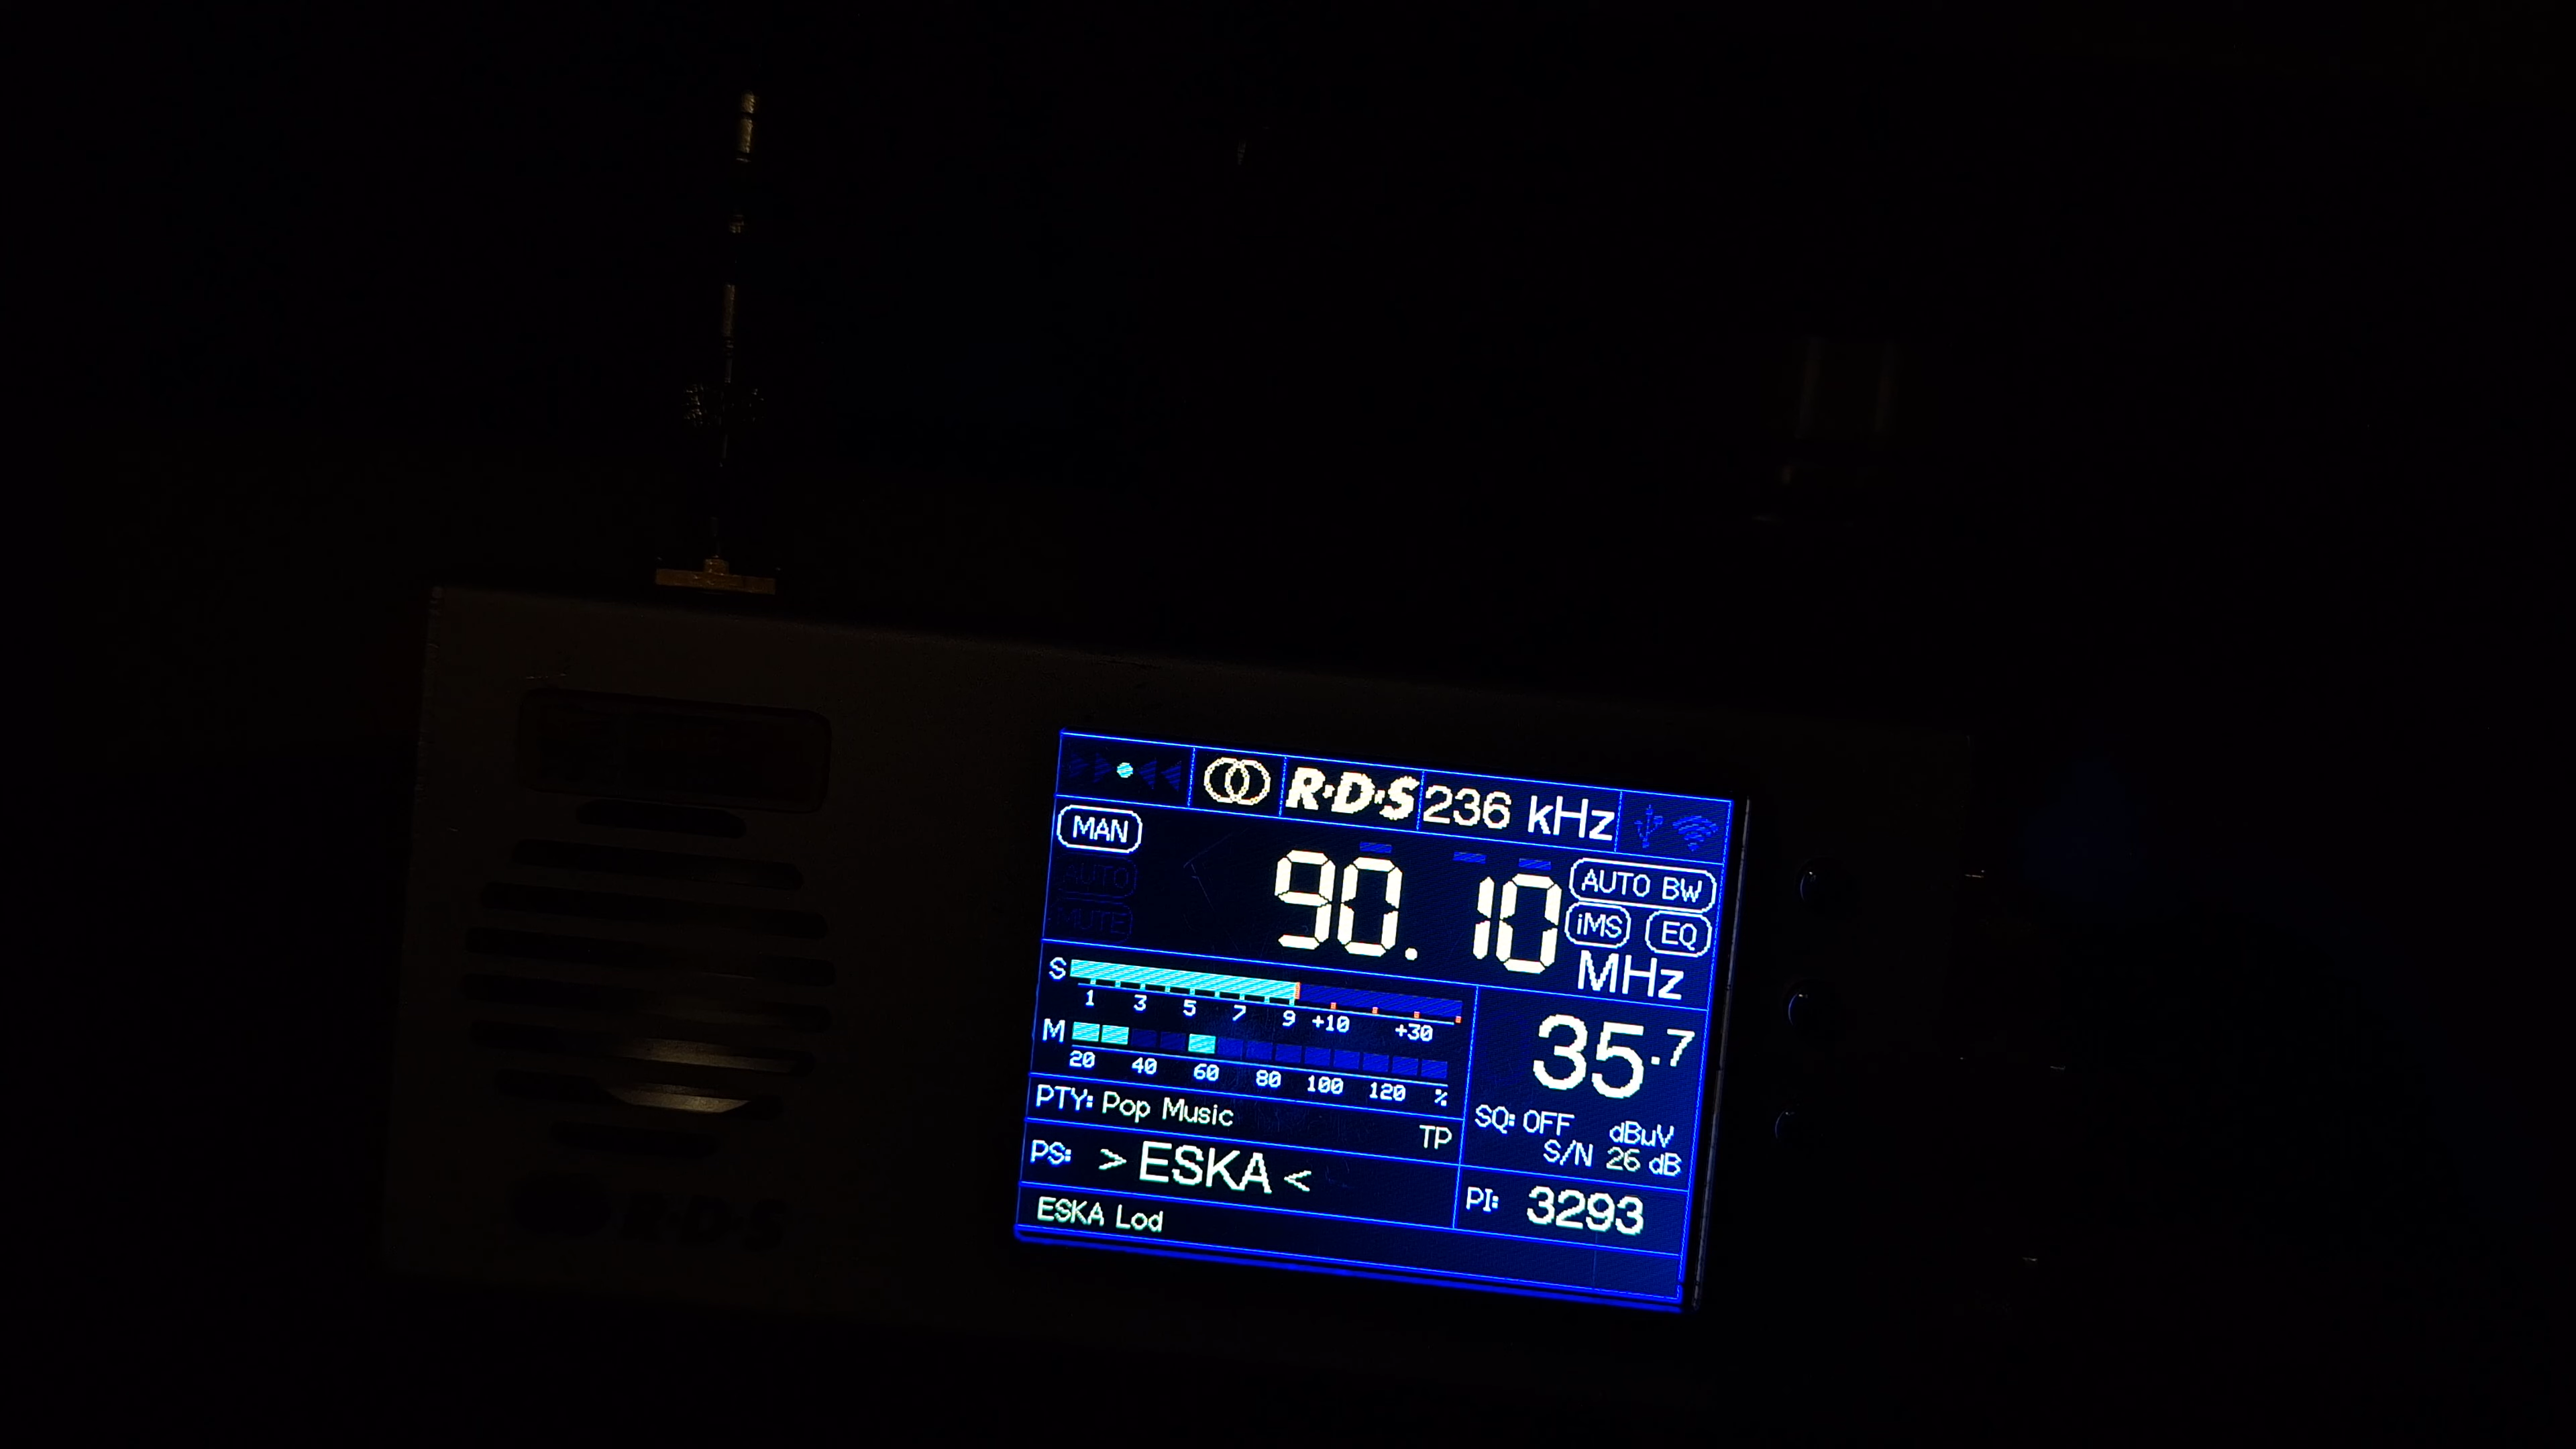 R·D·S 236 kHz
MAN
AUTO
MUTE
90.10 MHz
AUTO BW
iMS EQ
S
1 3 5 7 9 +10 +30
M
20 40 60 80 100 120 %
35.7
SQ: OFF dBuV
S/N 26 dB
PTY: Pop Music
TP
PS: > ESKA <
PI: 3293
ESKA Lod
R·D·S